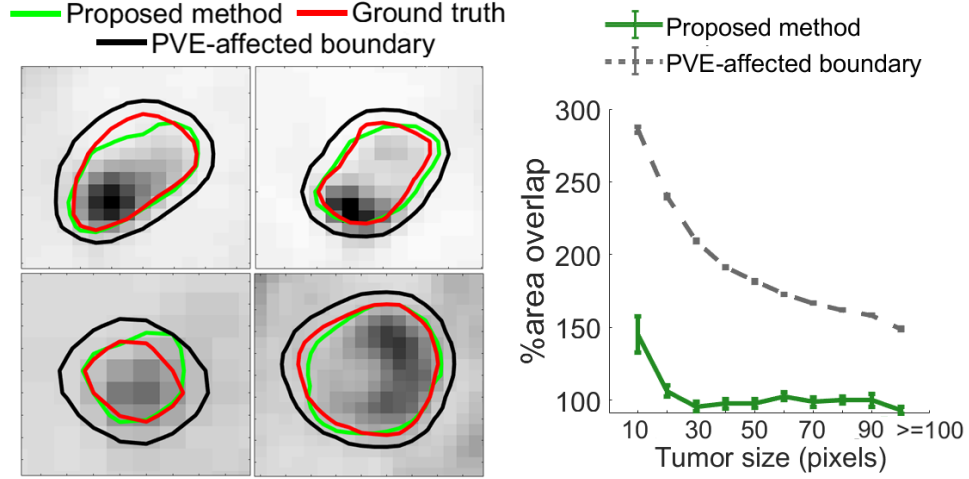 Proposed method Ground truth
PVE-affected boundary
Proposed method
PVE-affected boundary
300
250
200
150
100
%area overlap
10 30 50 70 90 >=100
Tumor size (pixels)